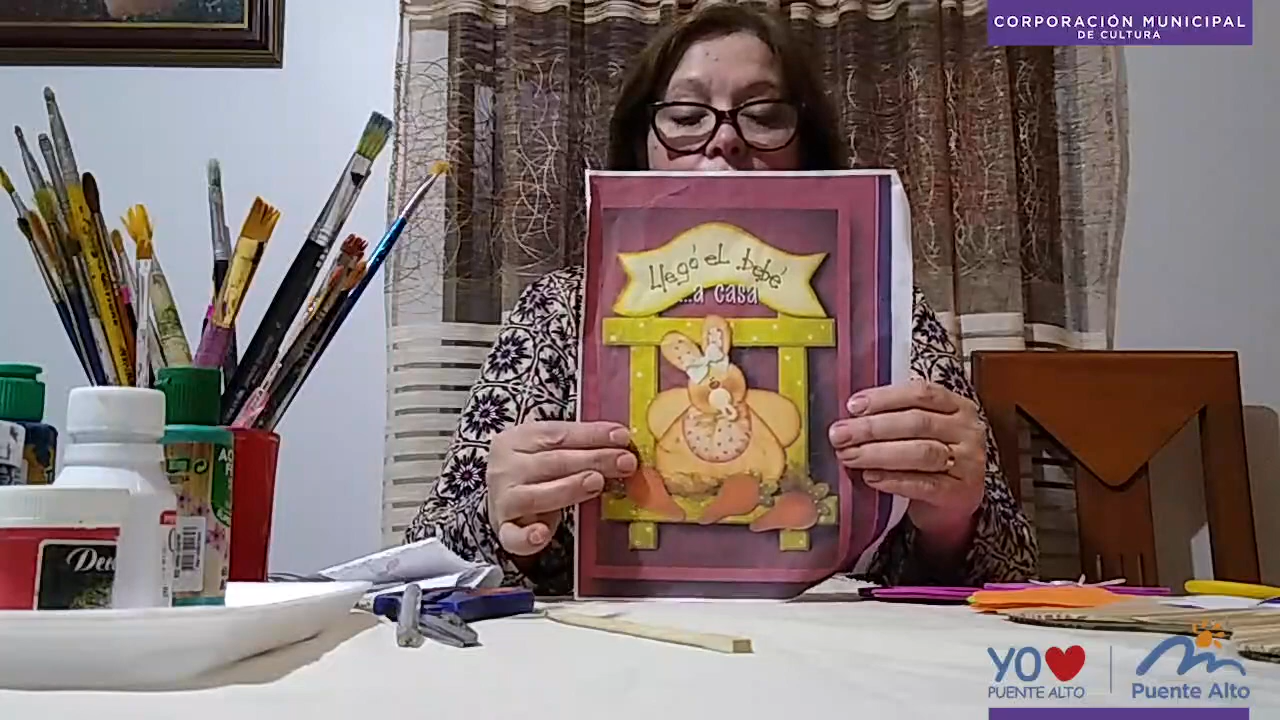 CORPORACIÓN MUNICIPAL
DE CULTURA
Llegó el bebé
...a casa
YO
PUENTE ALTO
Puente Alto